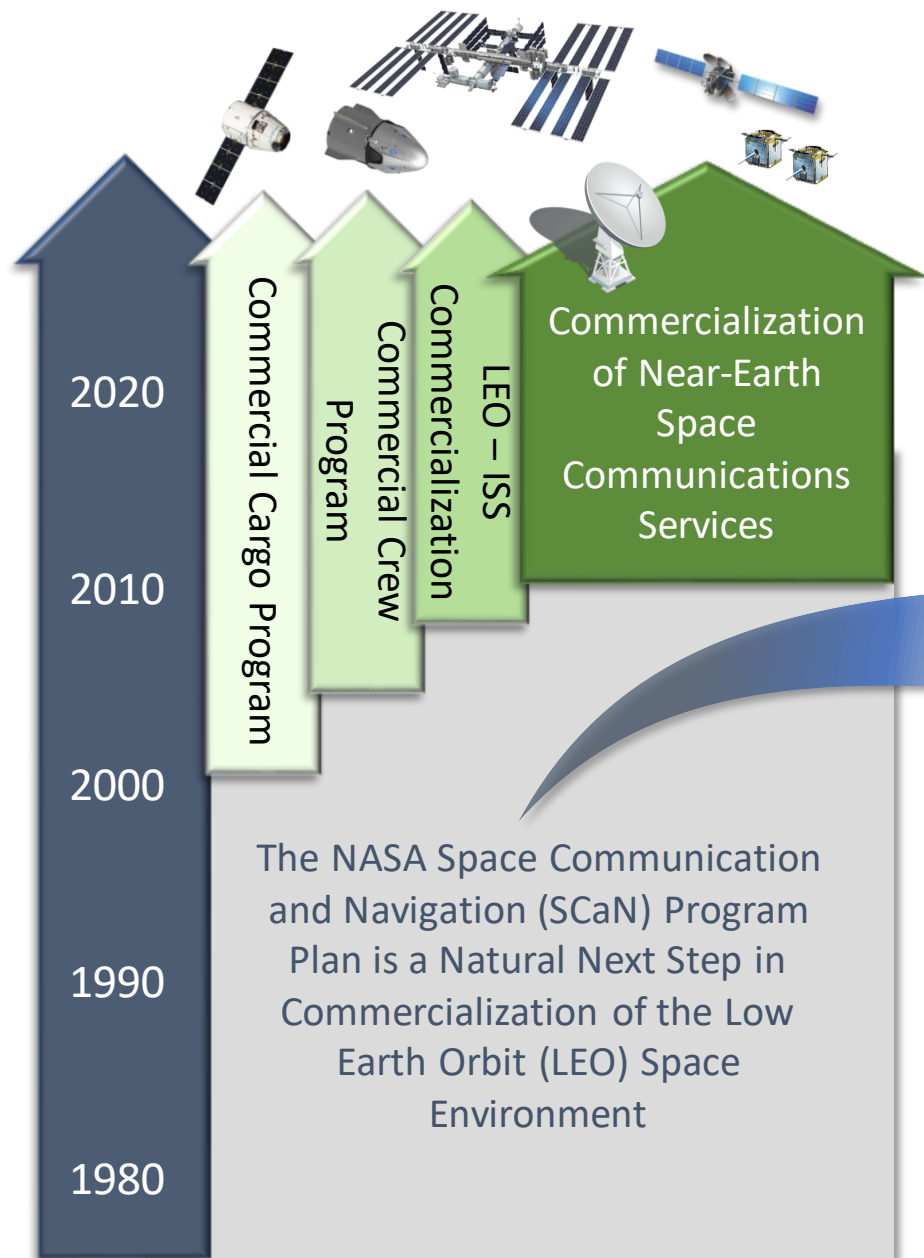 2020
2010
2000
1990
1980
Commercial Cargo Program
Commercial Crew
Program
LEO – ISS
Commercialization
Commercialization
of Near-Earth
Space
Communications
Services
The NASA Space Communication
and Navigation (SCaN) Program
Plan is a Natural Next Step in
Commercialization of the Low
Earth Orbit (LEO) Space
Environment